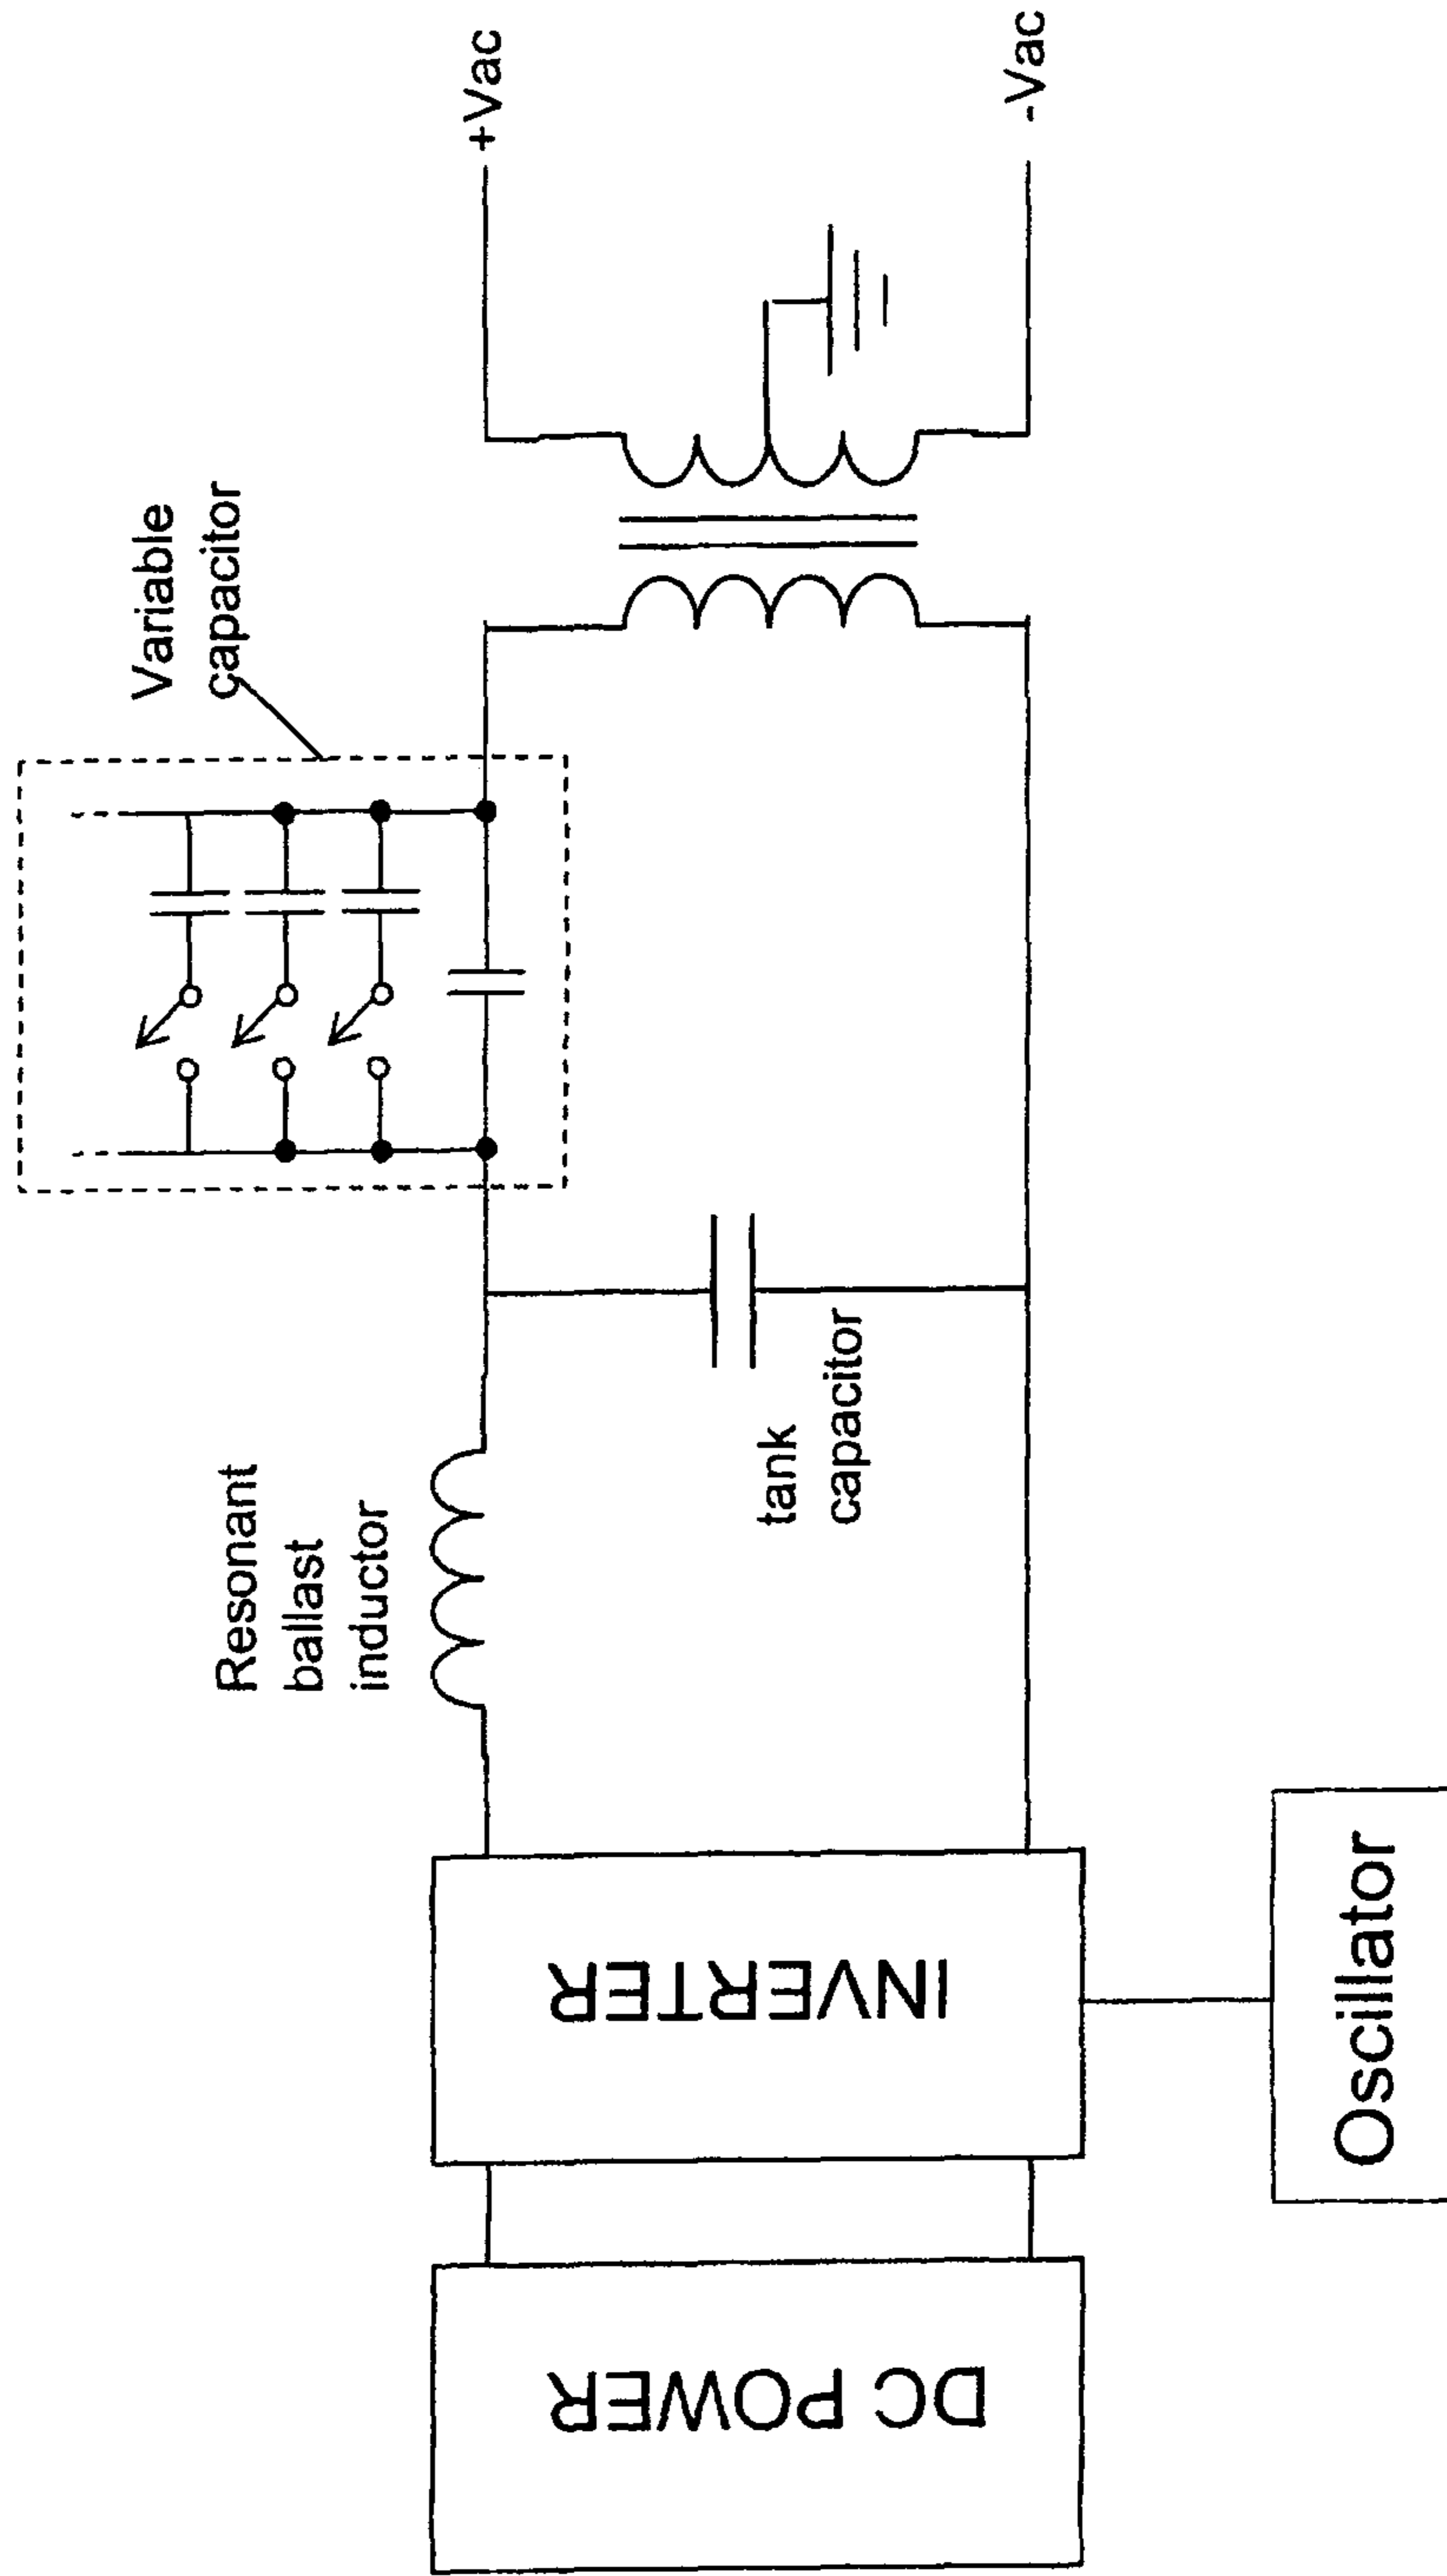 +Vac
-Vac
Variable
capacitor
Resonant
ballast
inductor
tank
capacitor
INVERTER
DC POWER
Oscillator